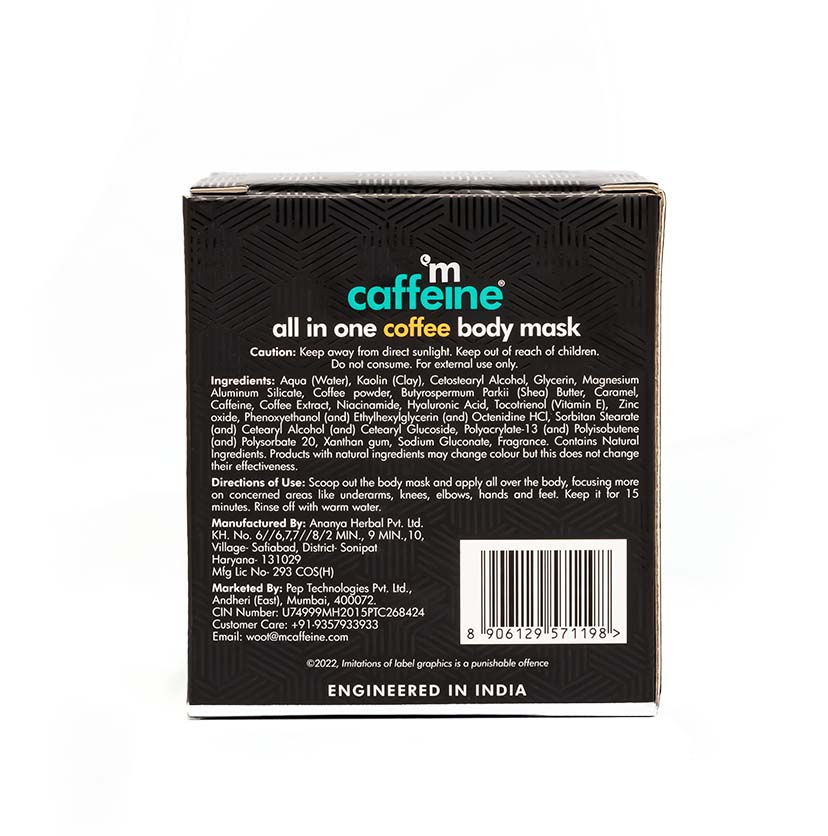 'm
caffeine®
all in one coffee body mask
Caution: Keep away from direct sunlight. Keep out of reach of children.
Do not consume. For external use only.
Ingredients: Aqua (Water), Kaolin (Clay), Cetostearyl Alcohol, Glycerin, Magnesium
Aluminum Silicate, Coffee powder, Butyrospermum Parkii (Shea) Butter, Caramel,
Caffeine, Coffee Extract, Niacinamide, Hyaluronic Acid, Tocotrienol (Vitamin E), Zinc
oxide, Phenoxyethanol (and) Ethylhexylglycerin (and) Octenidine HCl, Sorbitan Stearate
(and) Cetearyl Alcohol (and) Cetearyl Glucoside, Polyacrylate-13 (and) Polyisobutene
(and) Polysorbate 20, Xanthan gum, Sodium Gluconate, Fragrance. Contains Natural
Ingredients. Products with natural ingredients may change colour but this does not change
their effectiveness.
Directions of Use: Scoop out the body mask and apply all over the body, focusing more
on concerned areas like underarms, knees, elbows, hands and feet. Keep it for 15
minutes. Rinse off with warm water.
Manufactured By: Ananya Herbal Pvt. Ltd.
KH. No. 6//6,7,7//8/2 MIN., 9 MIN.,10,
Village- Safiabad, District- Sonipat
Haryana- 131029
Mfg Lic No- 293 COS(H)
Marketed By: Pep Technologies Pvt. Ltd.,
Andheri (East), Mumbai, 400072.
CIN Number: U74999MH2015PTC268424
Customer Care: +91-9357933933
Email: woot@mcaffeine.com
8 906129 571198 >
©2022, Imitations of label graphics is a punishable offence
ENGINEERED IN INDIA